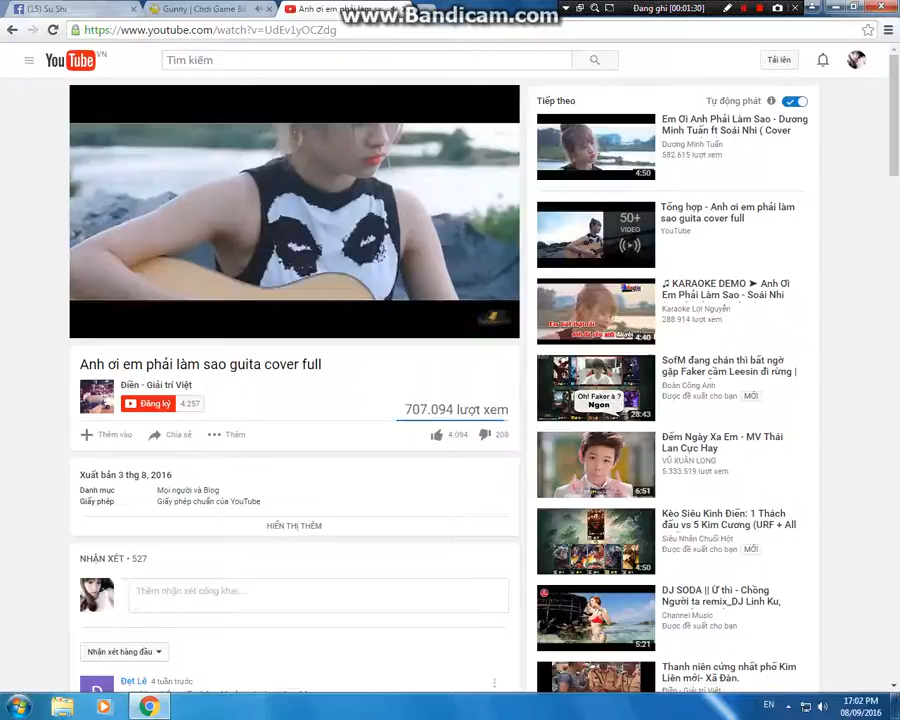 (15) Su Shi
Gunny | Chơi Game Bắ
Anh ơi em phải làm s
www.Bandicam.com
Đang ghi [00:01:30]
https://www.youtube.com/watch?v=UdEv1yOCZdg
YouTube VN
Tìm kiếm
Tải lên
Tiếp theo
Tự động phát
Em Ơi Anh Phải Làm Sao - Dương
Minh Tuấn ft Soái Nhi ( Cover
Dương Minh Tuấn
582.615 lượt xem
4:50
50+
VIDEO
Tổng hợp - Anh ơi em phải làm
sao guita cover full
YouTube
♫ KARAOKE DEMO ➤ Anh Ơi
Em Phải Làm Sao - Soái Nhi
Karaoke Lợi Nguyễn
288.914 lượt xem
4:40
Oh! Faker à ?
Ngon
28:43
SofM đang chán thì bất ngờ
gặp Faker cầm Leesin đi rừng |
Đoàn Công Anh
Được đề xuất cho bạn MỚI
Đếm Ngày Xa Em - MV Thái
Lan Cực Hay
VŨ XUÂN LONG
5.333.519 lượt xem
6:51
Kèo Siêu Kinh Điển: 1 Thách
đấu vs 5 Kim Cương (URF + All
Siêu Nhân Chuối Hột
Được đề xuất cho bạn MỚI
4:50
DJ SODA || Ừ thì - Chồng
Người ta remix_DJ Linh Ku,
Channel Music
Được đề xuất cho bạn
5:21
Thanh niên cứng nhất phố Kim
Liên mới- Xã Đàn.
Điền - Giải trí Việt
Anh ơi em phải làm sao guita cover full
Điền - Giải trí Việt
Đăng ký 4.257
707.094 lượt xem
Thêm vào Chia sẻ Thêm
4.094 208
Xuất bản 3 thg 8, 2016
Danh mục Mọi người và Blog
Giấy phép Giấy phép chuẩn của YouTube
HIỂN THỊ THÊM
NHẬN XÉT • 527
Thêm nhận xét công khai...
Nhận xét hàng đầu
D
Đẹt Lê 4 tuần trước
EN
17:02 PM
08/09/2016